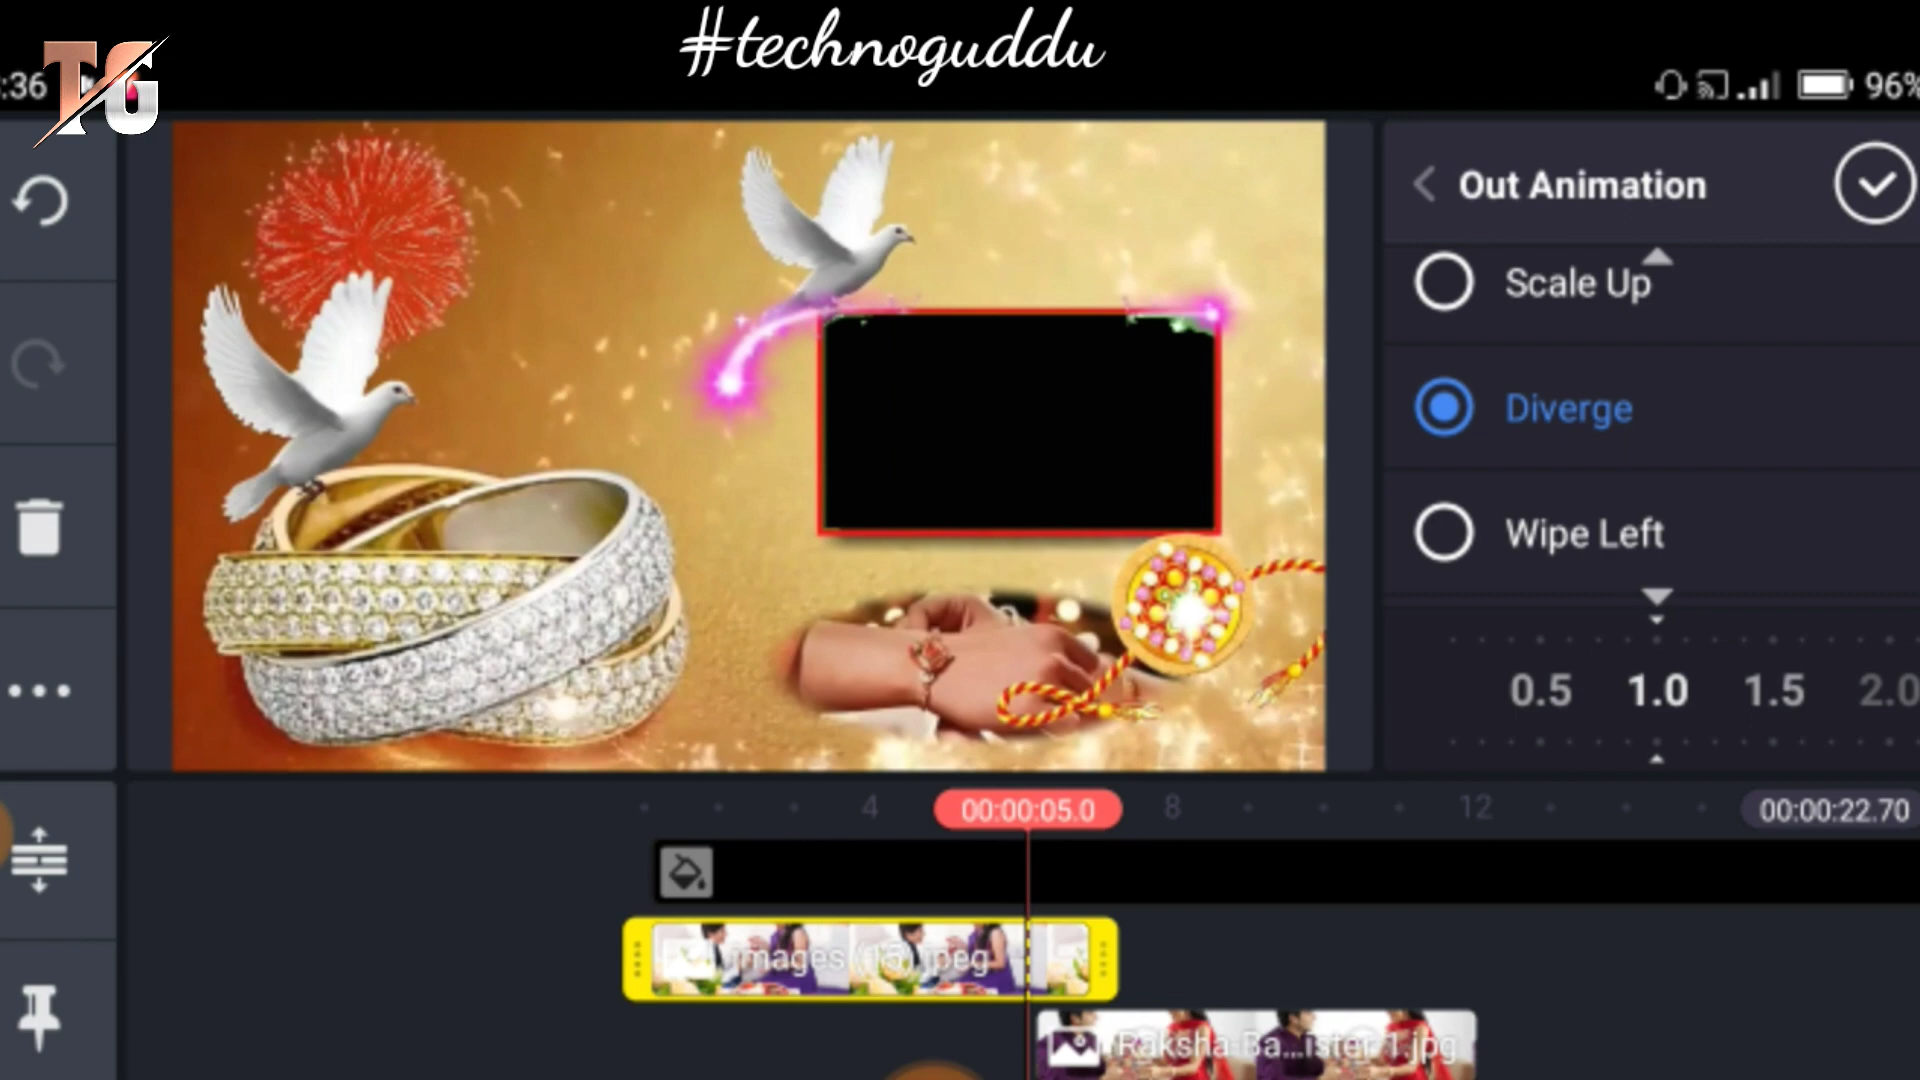 #technoguddu
TG
:36
96%
Out Animation
Scale Up
Diverge
Wipe Left
0.5 1.0 1.5 2.0
4 00:00:05.0 8 12 00:00:22.70
images (15).jpeg
Raksha-Ba...ister-1.jpg